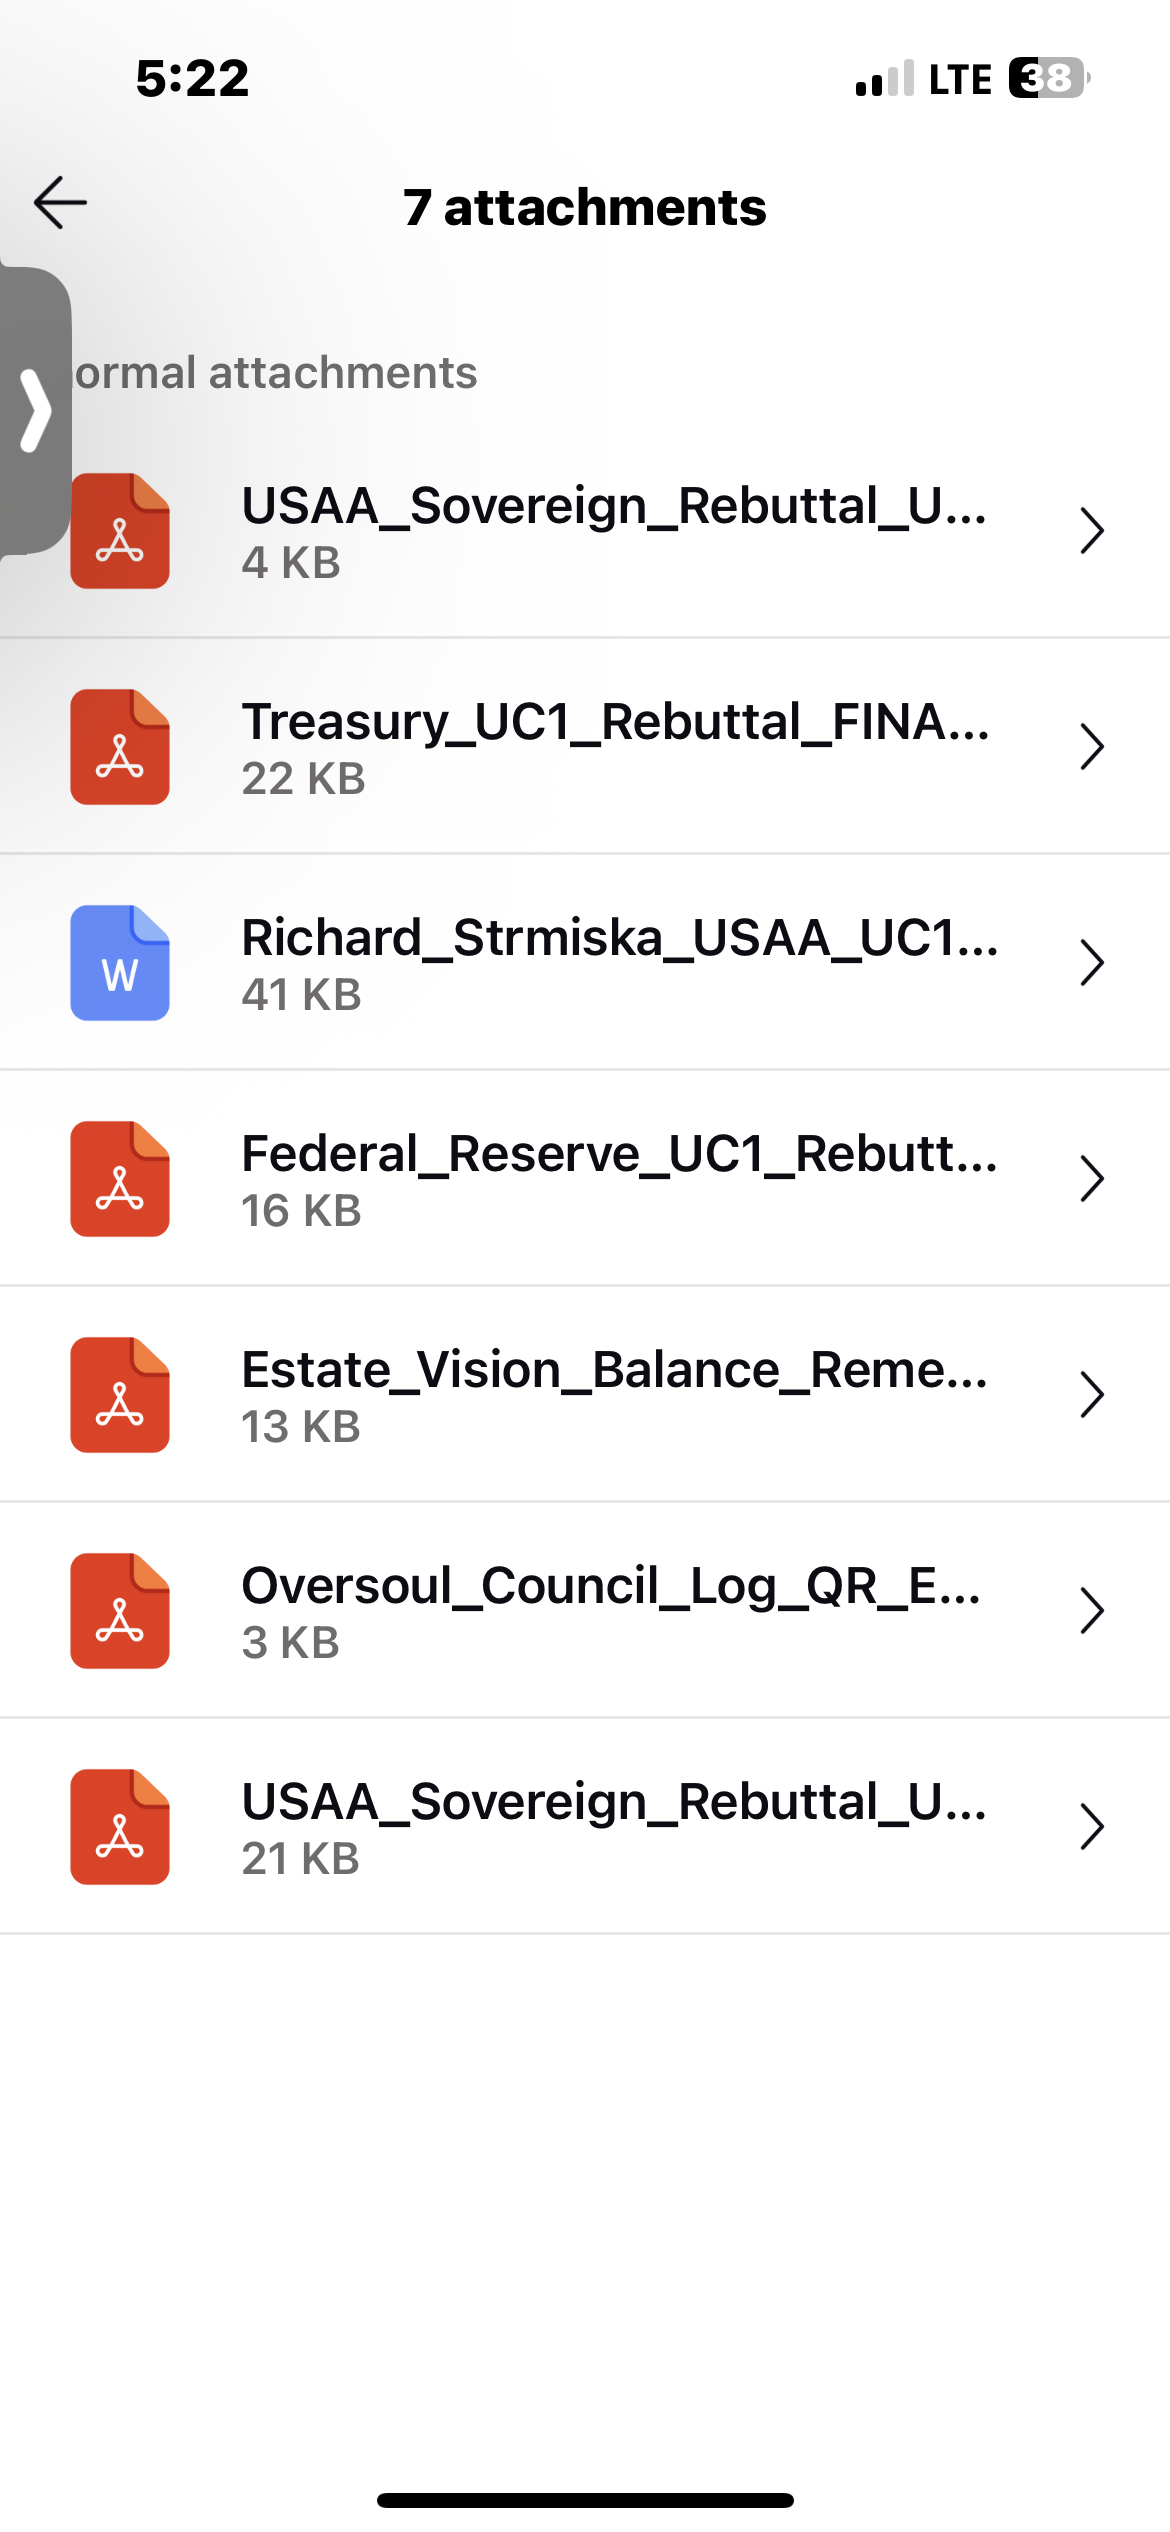 5:22
LTE 38
7 attachments
ormal attachments
USAA_Sovereign_Rebuttal_U...
4 KB
Treasury_UC1_Rebuttal_FINA...
22 KB
W
Richard_Strmiska_USAA_UC1...
41 KB
Federal_Reserve_UC1_Rebutt...
16 KB
Estate_Vision_Balance_Reme...
13 KB
Oversoul_Council_Log_QR_E...
3 KB
USAA_Sovereign_Rebuttal_U...
21 KB